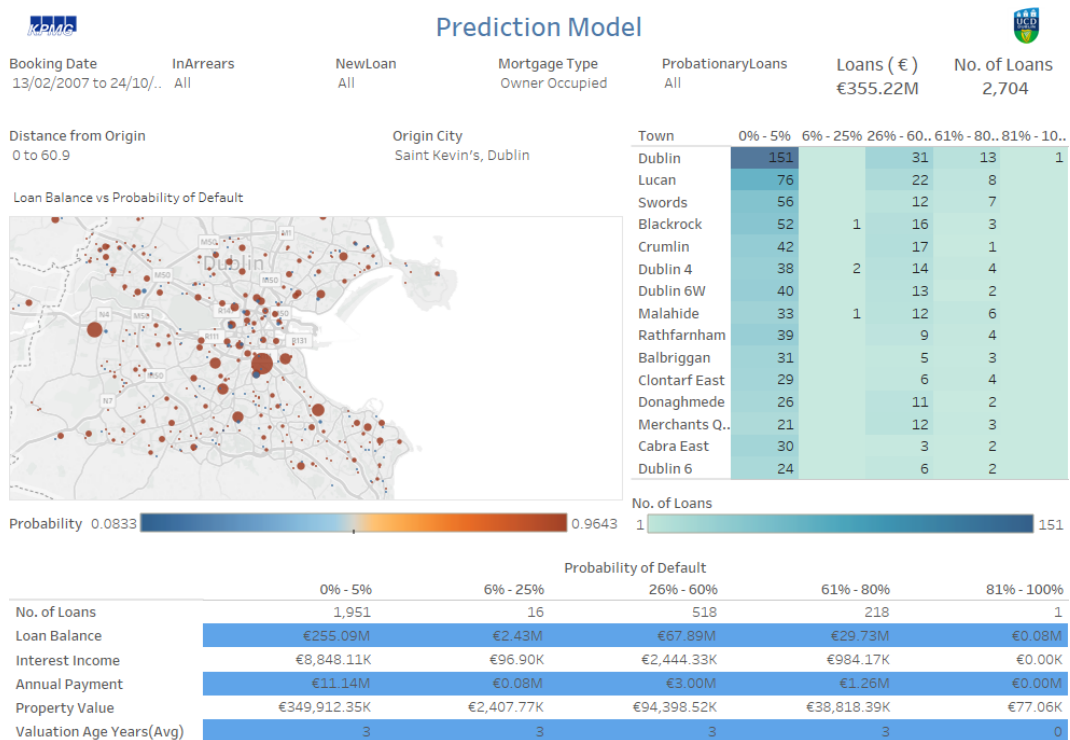 KPMG
Prediction Model
UCD
DUBLIN
Booking Date InArrears NewLoan Mortgage Type ProbationaryLoans Loans ( € ) No. of Loans
13/02/2007 to 24/10/.. All All Owner Occupied All €355.22M 2,704
Distance from Origin Origin City
0 to 60.9 Saint Kevin's, Dublin
Loan Balance vs Probability of Default
M1
M50
Dublin
M50
M50
N4 M50
R111
R131
M50
N7
Probability 0.0833 0.9643
Town 0% - 5% 6% - 25% 26% - 60.. 61% - 80.. 81% - 10..
Dublin 151 31 13 1
Lucan 76 22 8
Swords 56 12 7
Blackrock 52 1 16 3
Crumlin 42 17 1
Dublin 4 38 2 14 4
Dublin 6W 40 13 2
Malahide 33 1 12 6
Rathfarnham 39 9 4
Balbriggan 31 5 3
Clontarf East 29 6 4
Donaghmede 26 11 2
Merchants Q.. 21 12 3
Cabra East 30 3 2
Dublin 6 24 6 2
No. of Loans
1 151
Probability of Default
0% - 5% 6% - 25% 26% - 60% 61% - 80% 81% - 100%
No. of Loans 1,951 16 518 218 1
Loan Balance €255.09M €2.43M €67.89M €29.73M €0.08M
Interest Income €8,848.11K €96.90K €2,444.33K €984.17K €0.00K
Annual Payment €11.14M €0.08M €3.00M €1.26M €0.00M
Property Value €349,912.35K €2,407.77K €94,398.52K €38,818.39K €77.06K
Valuation Age Years(Avg) 3 3 3 3 0